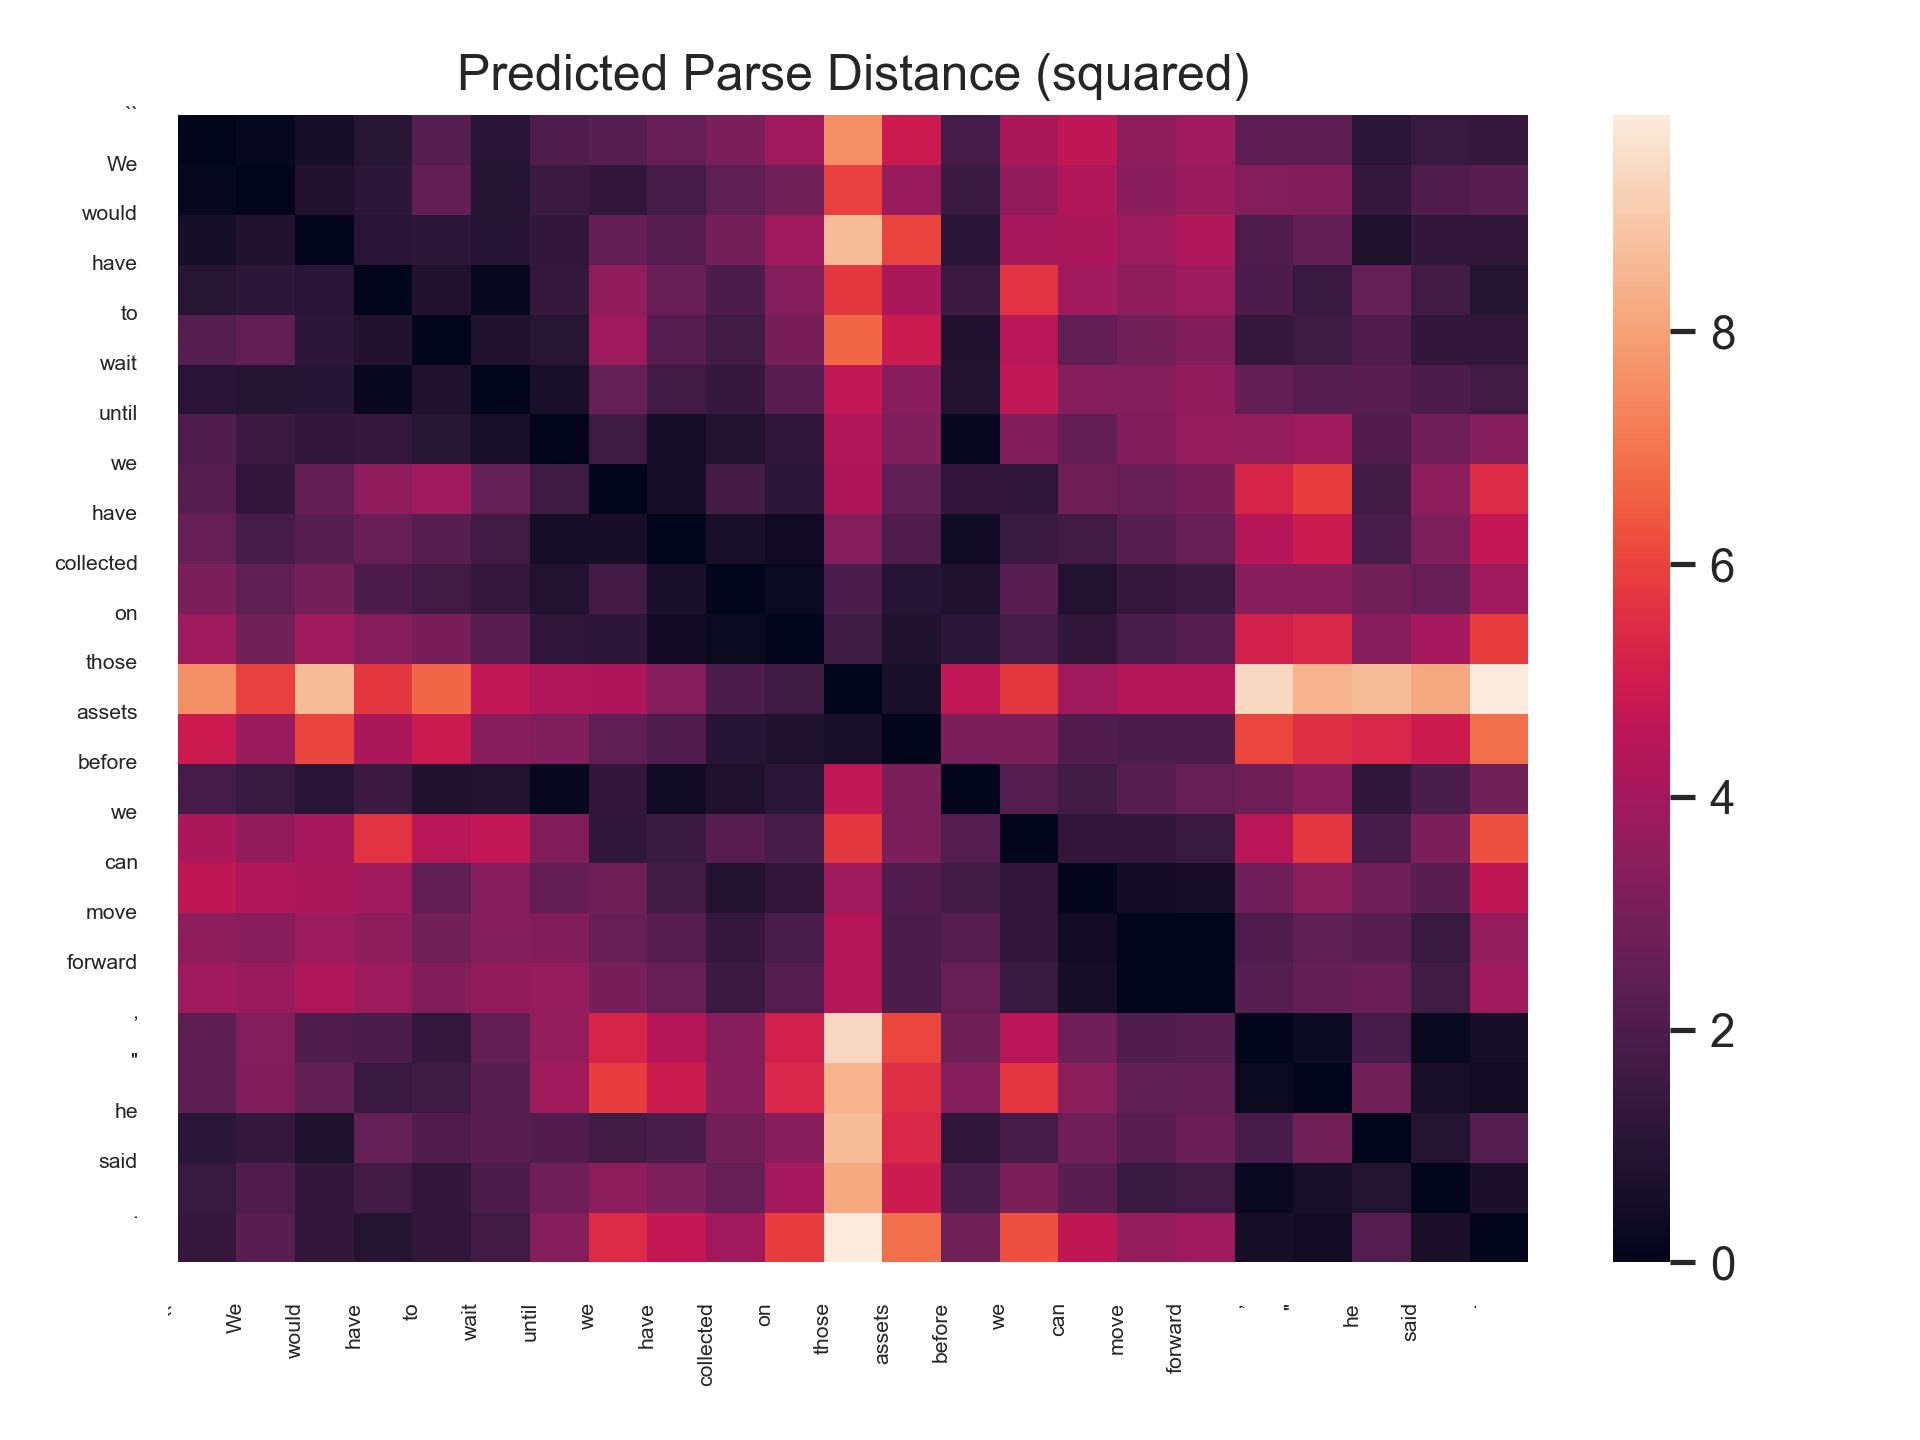 Predicted Parse Distance (squared)
``
We
would
have
to
wait
until
we
have
collected
on
those
assets
before
we
can
move
forward
,
"
he
said
.
8
6
4
2
0
`` We would have to wait until we have collected on those assets before we can move forward , " he said .